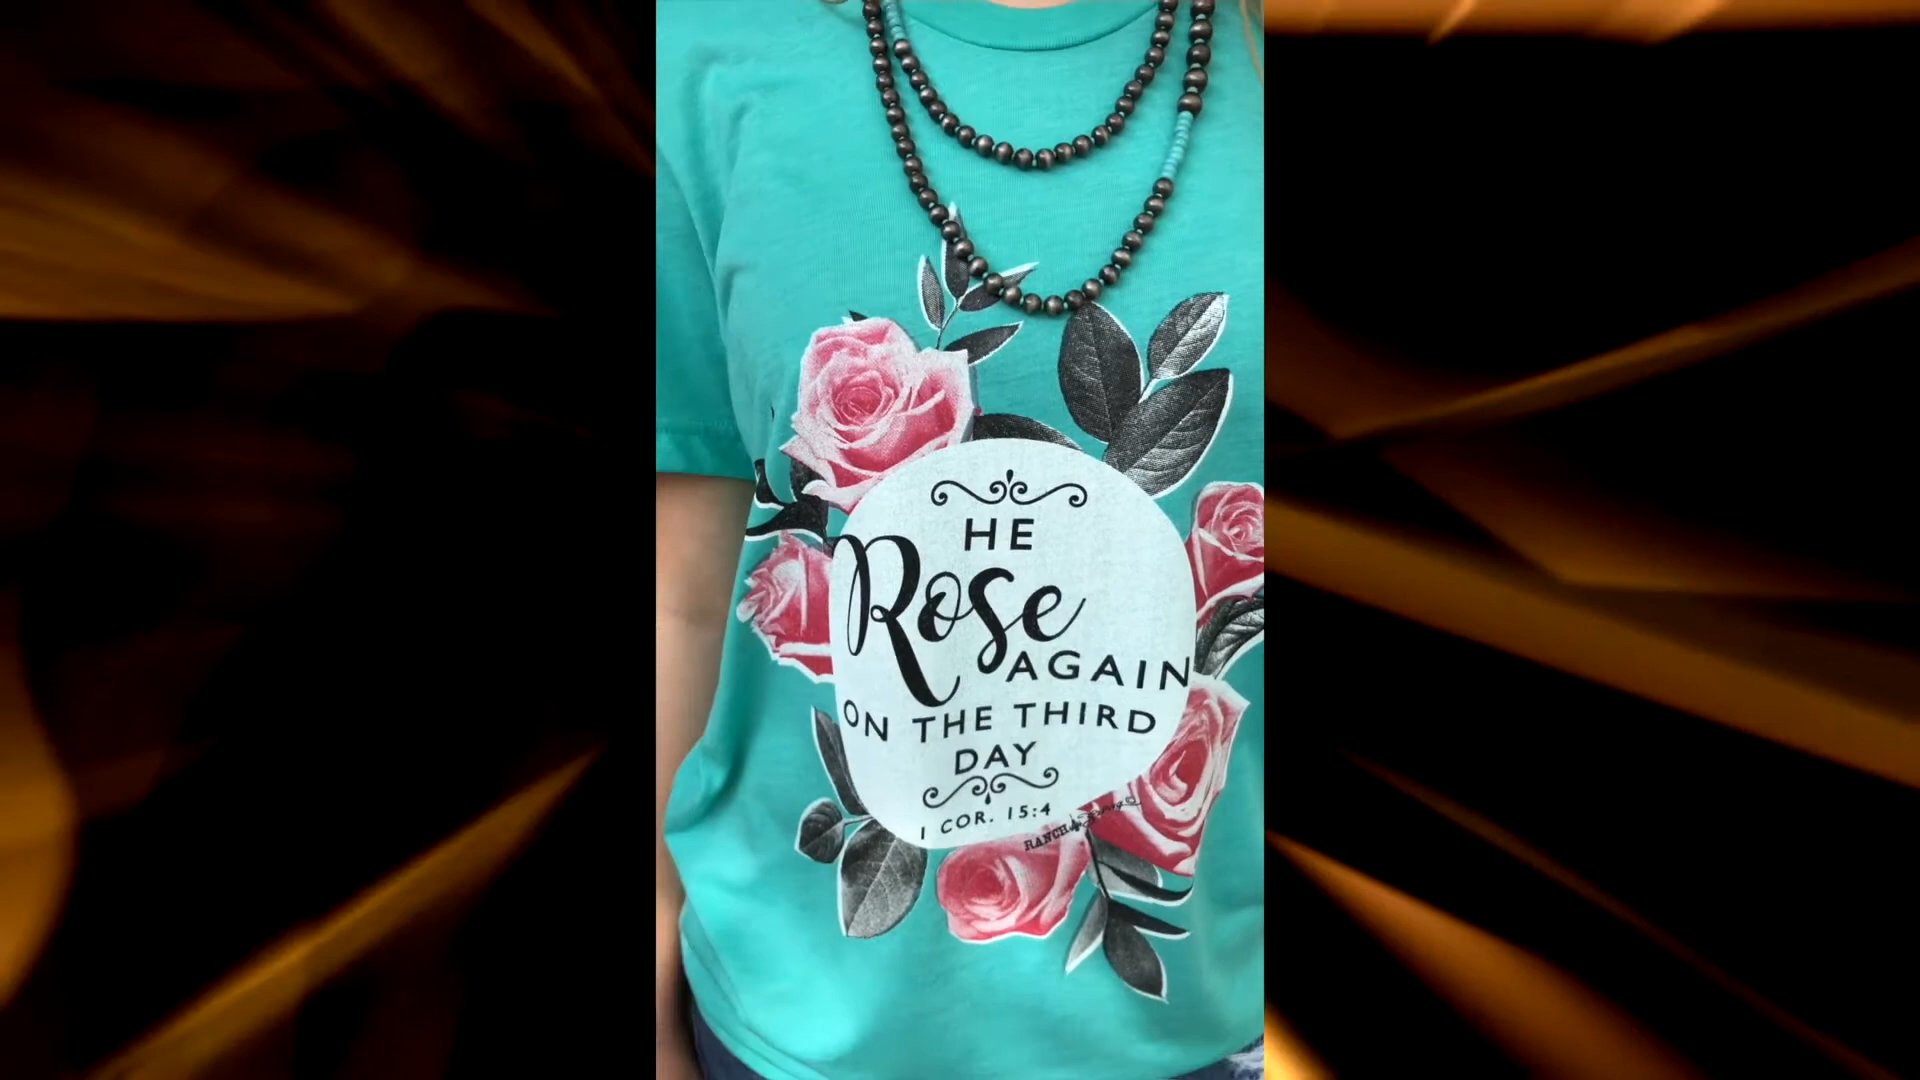 HE
Rose
AGAIN
ON THE THIRD
DAY
1 COR. 15:4
RANCH